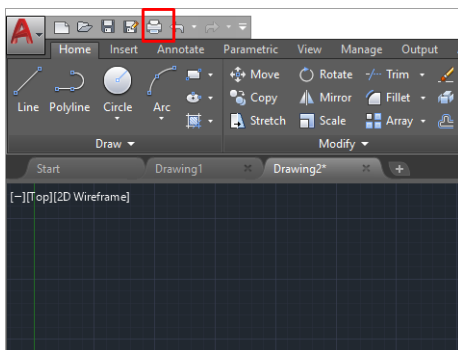 A
Home Insert Annotate Parametric View Manage Output
Line Polyline Circle Arc
Move Rotate Trim
Copy Mirror Fillet
Stretch Scale Array
Draw Modify
Start Drawing1 Drawing2*
[−][Top][2D Wireframe]